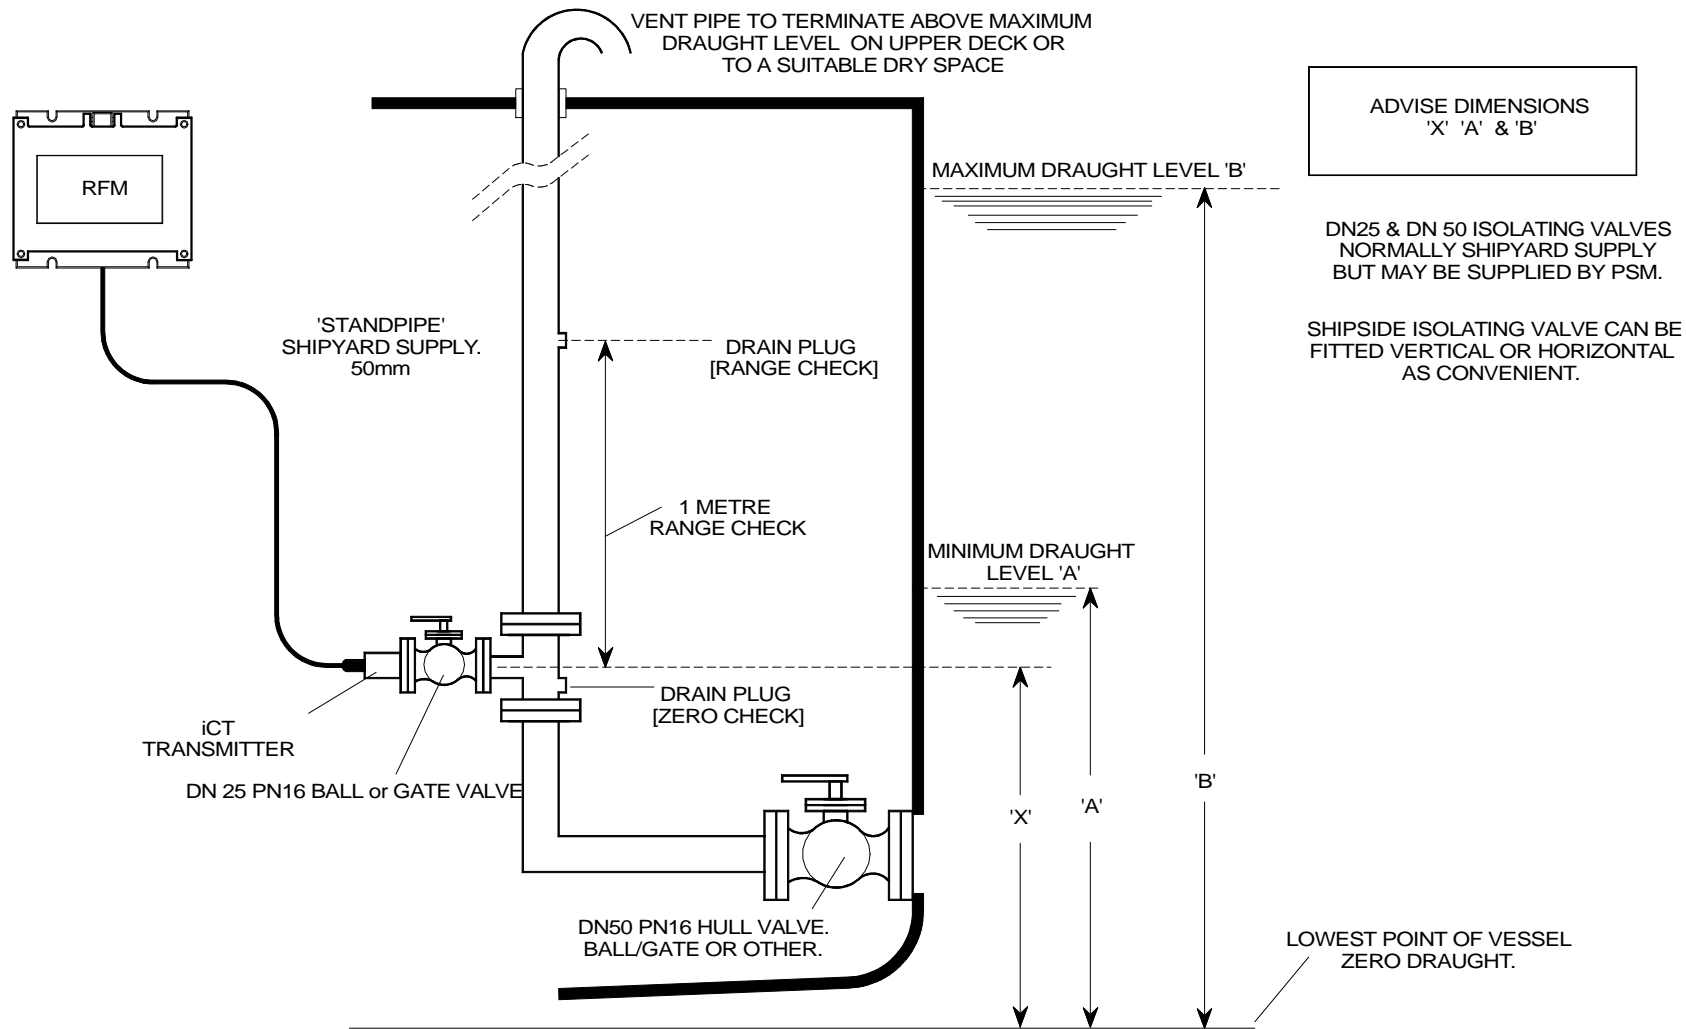 VENT PIPE TO TERMINATE ABOVE MAXIMUM
DRAUGHT LEVEL ON UPPER DECK OR
TO A SUITABLE DRY SPACE
ADVISE DIMENSIONS
'X' 'A' & 'B'
RFM
MAXIMUM DRAUGHT LEVEL 'B'
DN25 & DN 50 ISOLATING VALVES
NORMALLY SHIPYARD SUPPLY
BUT MAY BE SUPPLIED BY PSM.
'STANDPIPE'
SHIPYARD SUPPLY.
50mm
DRAIN PLUG
[RANGE CHECK]
SHIPSIDE ISOLATING VALVE CAN BE
FITTED VERTICAL OR HORIZONTAL
AS CONVENIENT.
1 METRE
RANGE CHECK
MINIMUM DRAUGHT
LEVEL 'A'
DRAIN PLUG
[ZERO CHECK]
iCT
TRANSMITTER
DN 25 PN16 BALL or GATE VALVE
'X'
'A'
'B'
DN50 PN16 HULL VALVE.
BALL/GATE OR OTHER.
LOWEST POINT OF VESSEL
ZERO DRAUGHT.